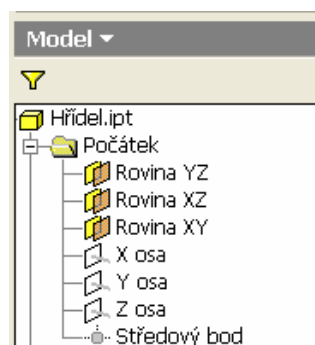 Model
Hřídel.ipt
Počátek
Rovina YZ
Rovina XZ
Rovina XY
X osa
Y osa
Z osa
Středový bod